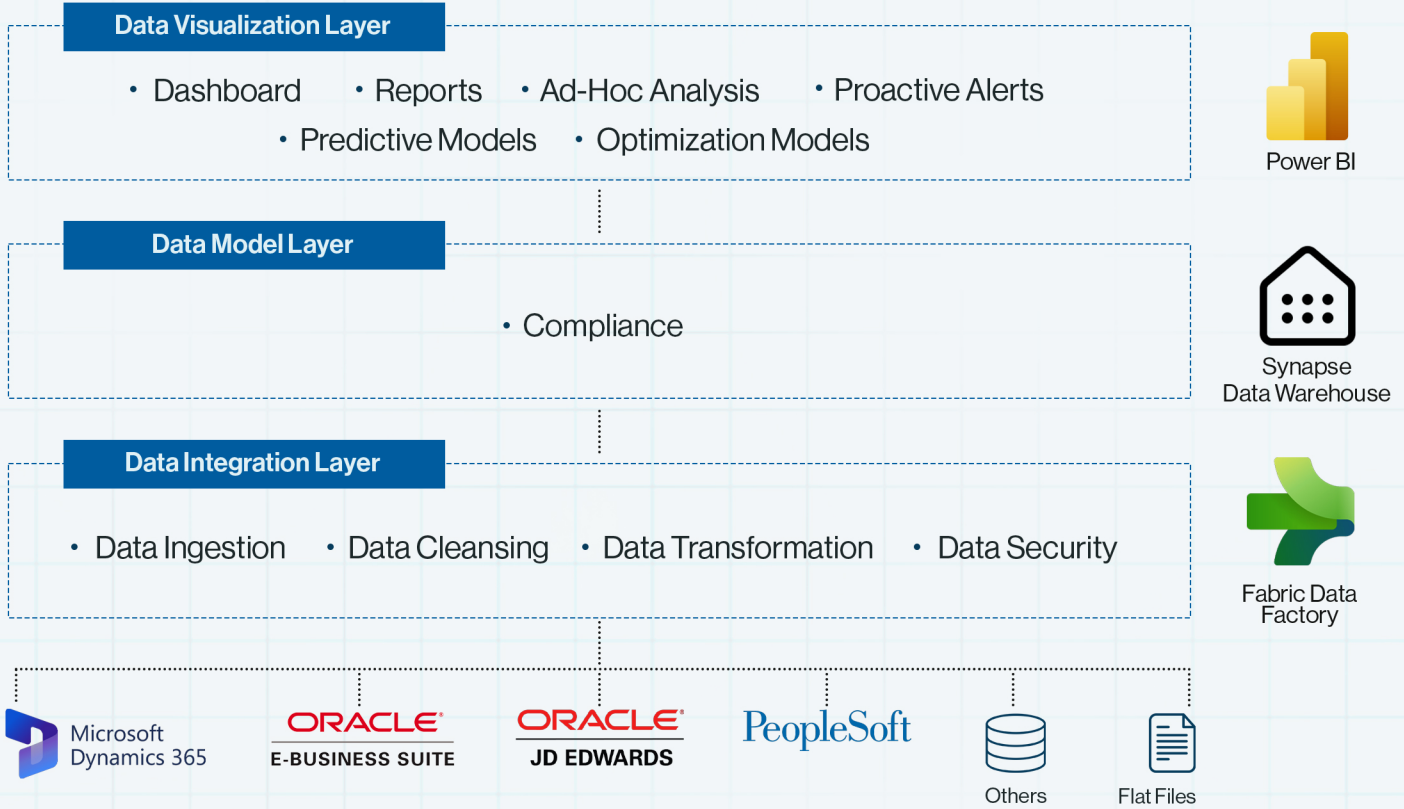 Data Visualization Layer
• Dashboard • Reports • Ad-Hoc Analysis • Proactive Alerts
• Predictive Models • Optimization Models
Power BI
Data Model Layer
• Compliance
Synapse
Data Warehouse
Data Integration Layer
• Data Ingestion • Data Cleansing • Data Transformation • Data Security
Fabric Data
Factory
Microsoft
Dynamics 365
ORACLE
E-BUSINESS SUITE
ORACLE
JD EDWARDS
PeopleSoft
Others
Flat Files